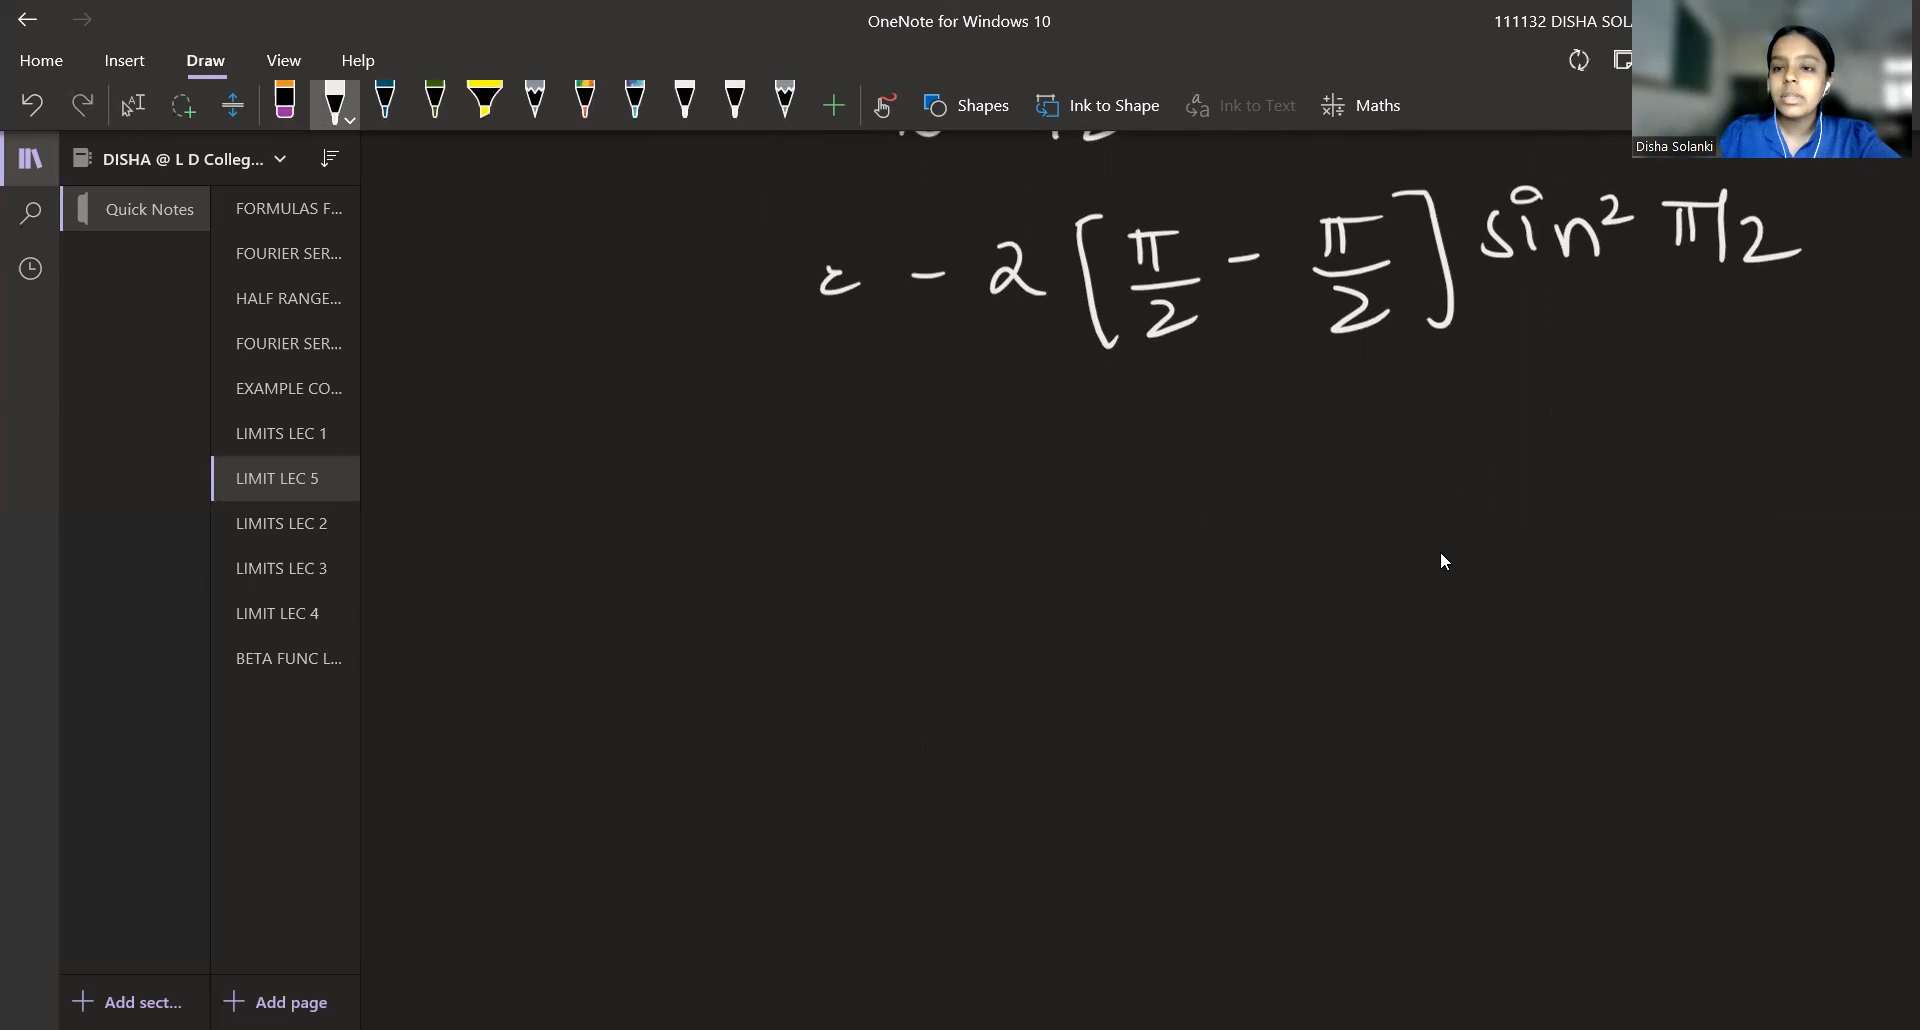 OneNote for Windows 10
111132 DISHA SOLA
Home Insert Draw View Help
Shapes Ink to Shape Ink to Text Maths
Disha Solanki
DISHA @ L D Colleg...
Quick Notes
FORMULAS F...
FOURIER SER...
HALF RANGE...
FOURIER SER...
EXAMPLE CO...
LIMITS LEC 1
LIMIT LEC 5
LIMITS LEC 2
LIMITS LEC 3
LIMIT LEC 4
BETA FUNC L...
- 2 [π/2 - π/2] sin² π/2
Add sect...
Add page